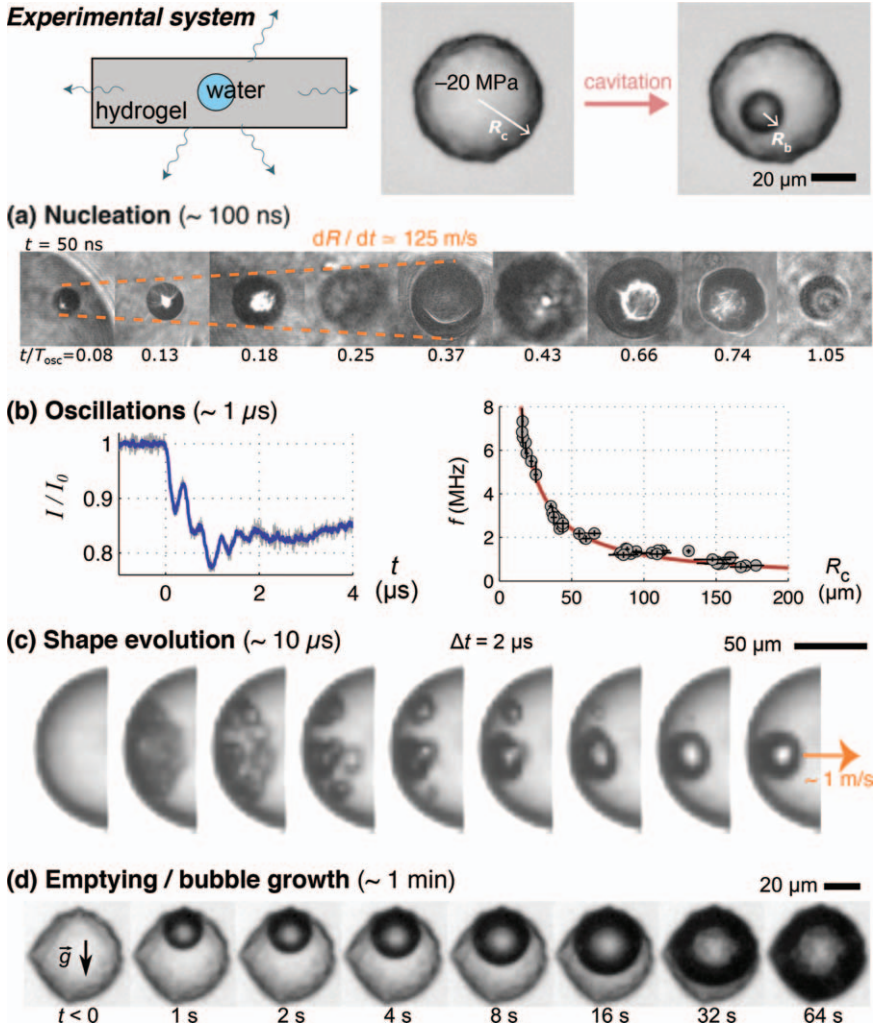 Experimental system
water
hydrogel
–20 MPa
R_c
cavitation
R_b
20 μm
(a) Nucleation (~ 100 ns)
t = 50 ns
dR / dt ≃ 125 m/s
t/T_osc=0.08 0.13 0.18 0.25 0.37 0.43 0.66 0.74 1.05
(b) Oscillations (~ 1 μs)
I / I_0
1
0.9
0.8
0 2 4
t
(μs)
f (MHz)
8
6
4
2
0
0 50 100 150 200
R_c
(μm)
(c) Shape evolution (~ 10 μs) Δt = 2 μs 50 μm
~ 1 m/s
(d) Emptying / bubble growth (~ 1 min) 20 μm
g⃗
t < 0 1 s 2 s 4 s 8 s 16 s 32 s 64 s